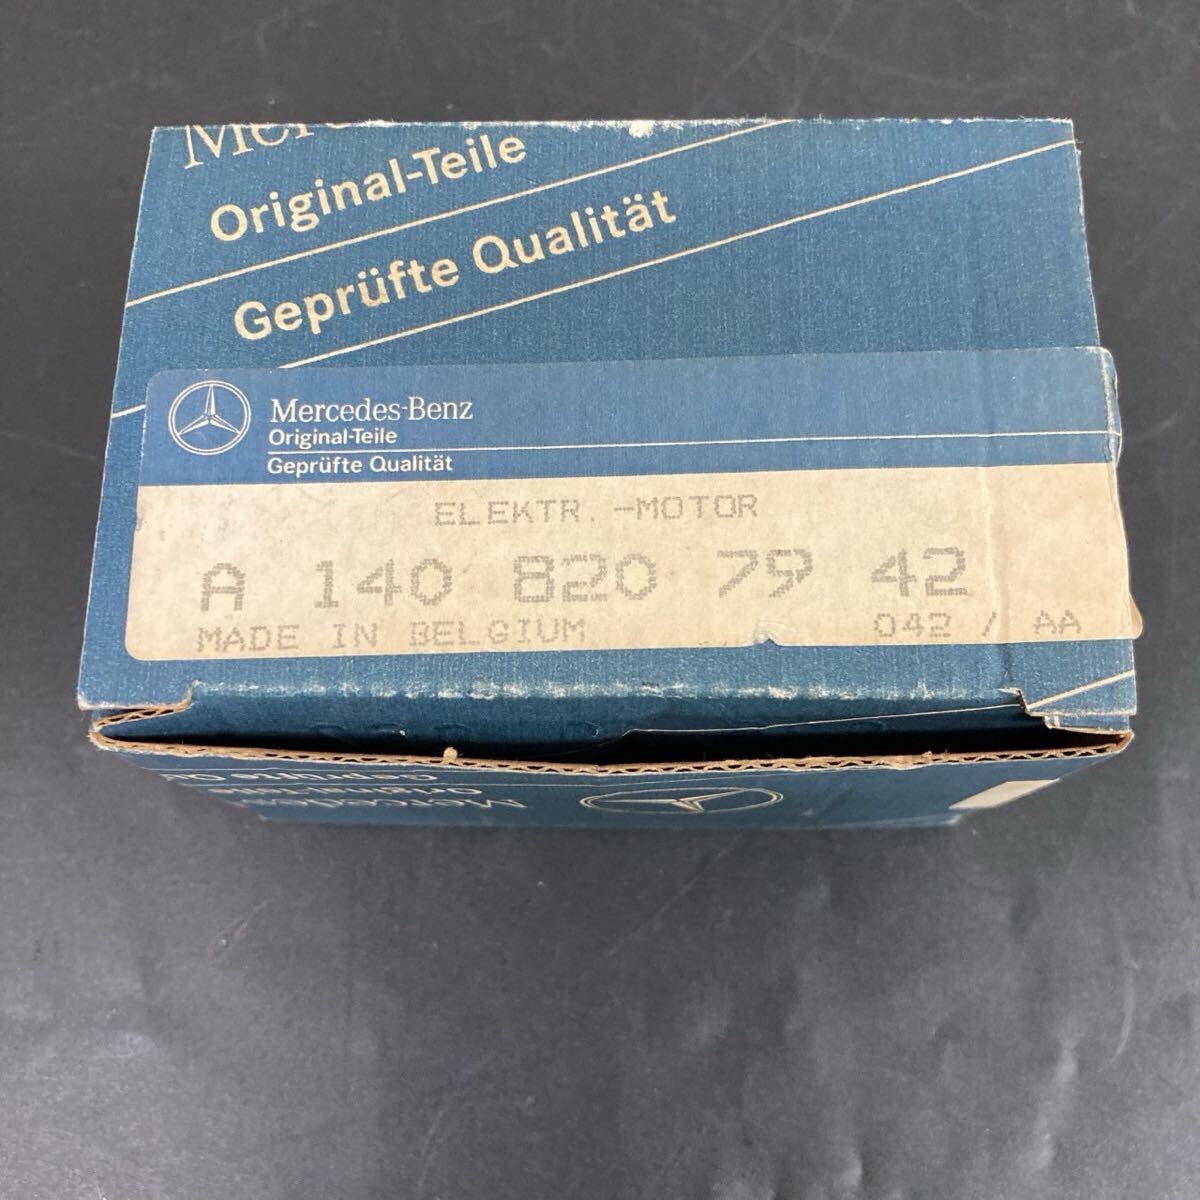 Original-Teile
Geprüfte Qualität
Mercedes-Benz
Original-Teile
Geprüfte Qualität
ELEKTR. -MOTOR
A 140 820 79 42
MADE IN BELGIUM
042 / AA